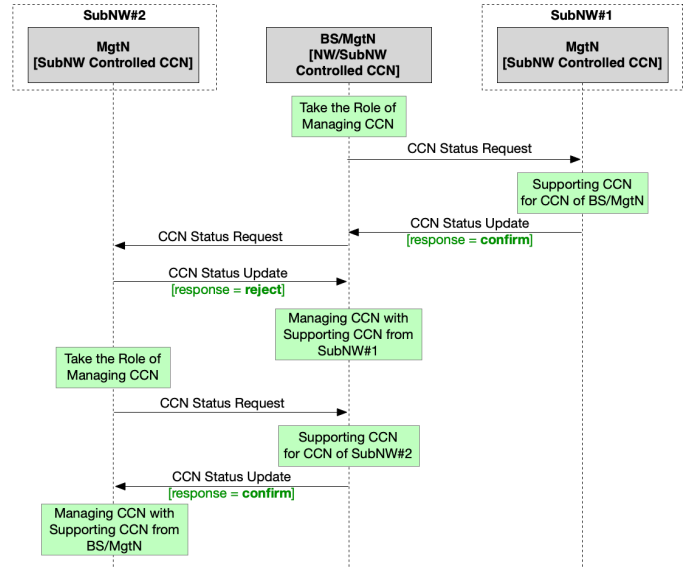 SubNW#2
SubNW#1
MgtN
[SubNW Controlled CCN]
BS/MgtN
[NW/SubNW
Controlled CCN]
MgtN
[SubNW Controlled CCN]
Take the Role of
Managing CCN
CCN Status Request
Supporting CCN
for CCN of BS/MgtN
CCN Status Update
[response = confirm]
CCN Status Request
CCN Status Update
[response = reject]
Managing CCN with
Supporting CCN from
SubNW#1
Take the Role of
Managing CCN
CCN Status Request
Supporting CCN
for CCN of SubNW#2
CCN Status Update
[response = confirm]
Managing CCN with
Supporting CCN from
BS/MgtN